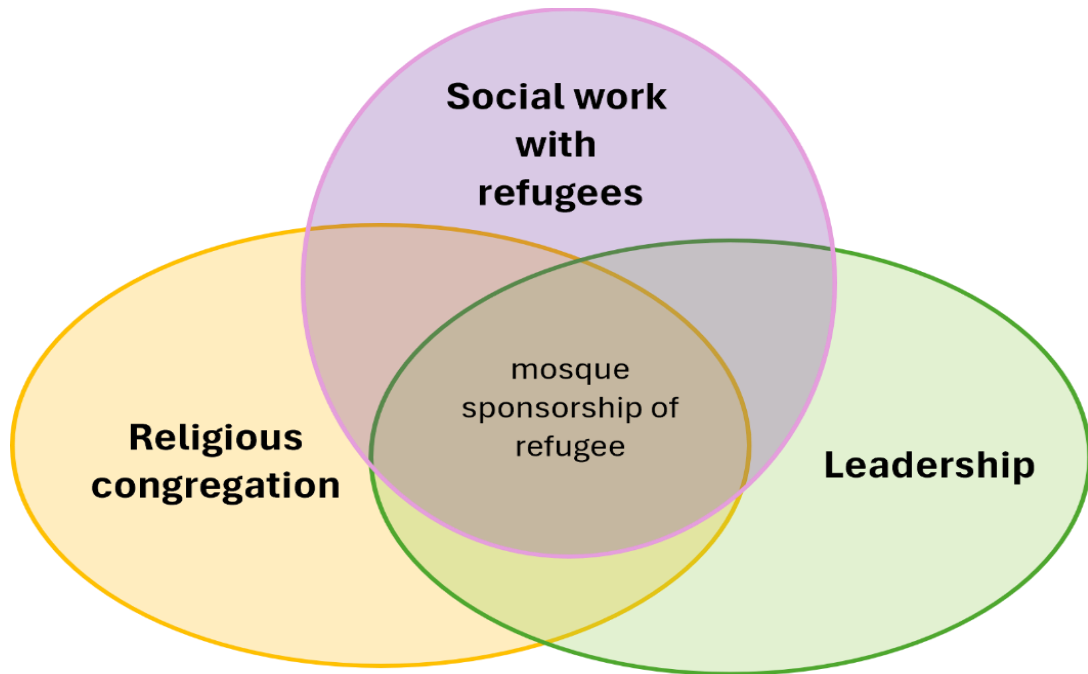 Social work
with
refugees
mosque
sponsorship of
refugee
Religious
congregation
Leadership